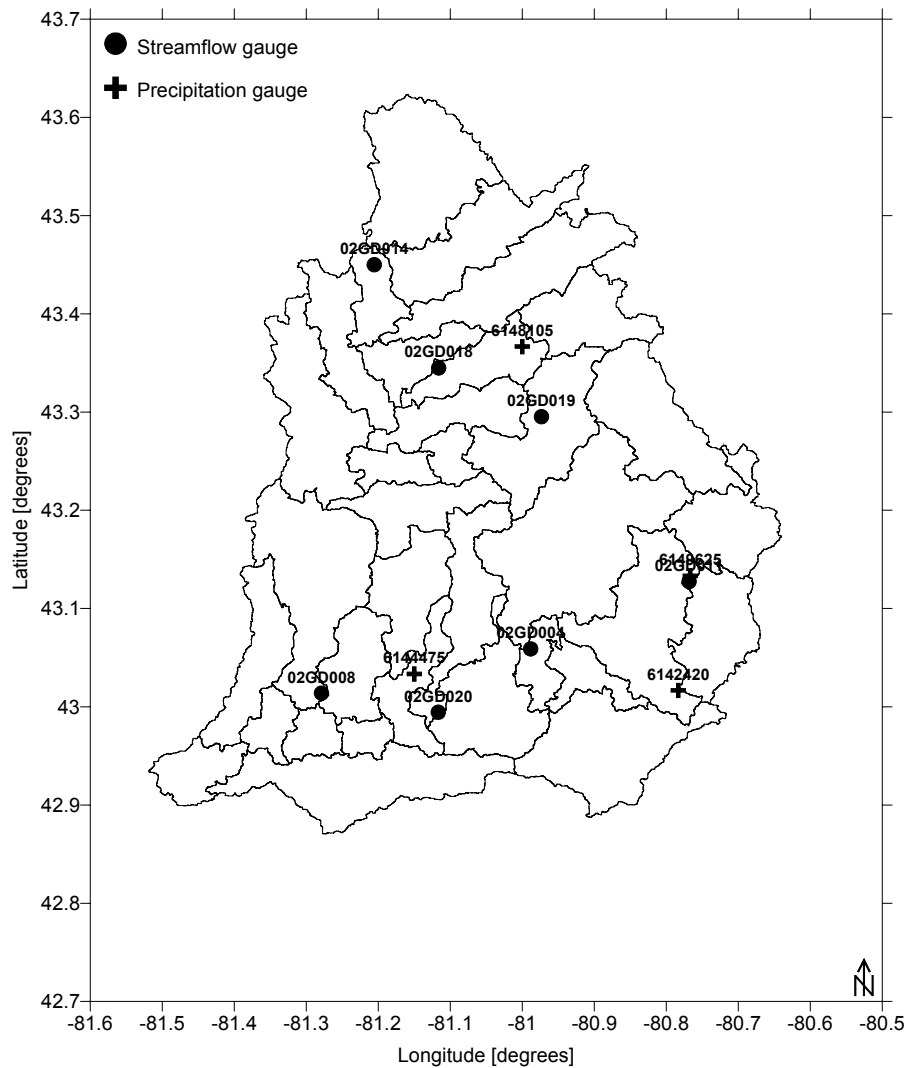 43.7
Streamflow gauge
Precipitation gauge
43.6
43.5
02GD014
43.4
6148105
02GD018
43.3
02GD019
43.2
6149625
02GD011
43.1
02GD004
6144475
6142420
02GD008
02GD020
43
42.9
42.8
42.7
N
-81.6 -81.5 -81.4 -81.3 -81.2 -81.1 -81 -80.9 -80.8 -80.7 -80.6 -80.5
Longitude [degrees]
Latitude [degrees]